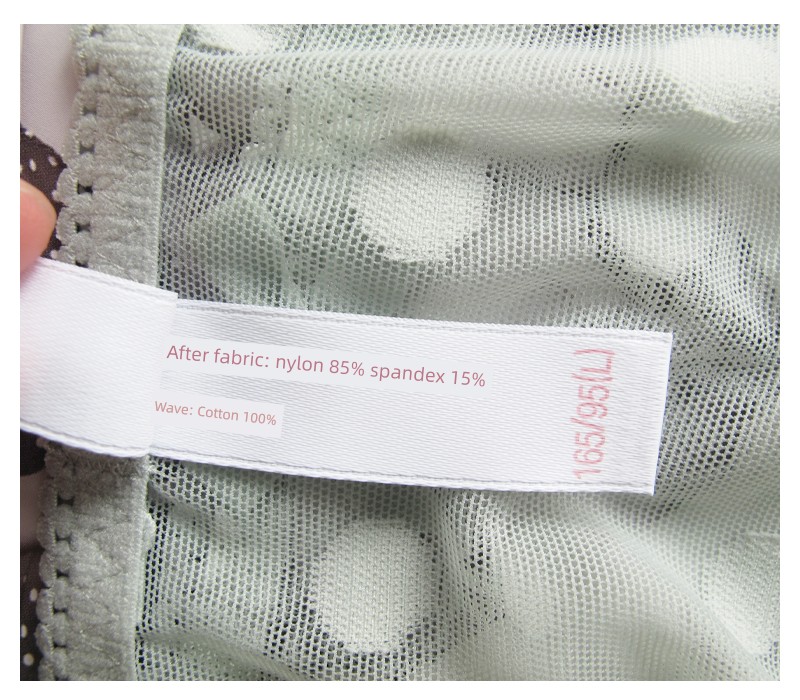 After fabric: nylon 85% spandex 15%
Wave: Cotton 100%
165/95(L)